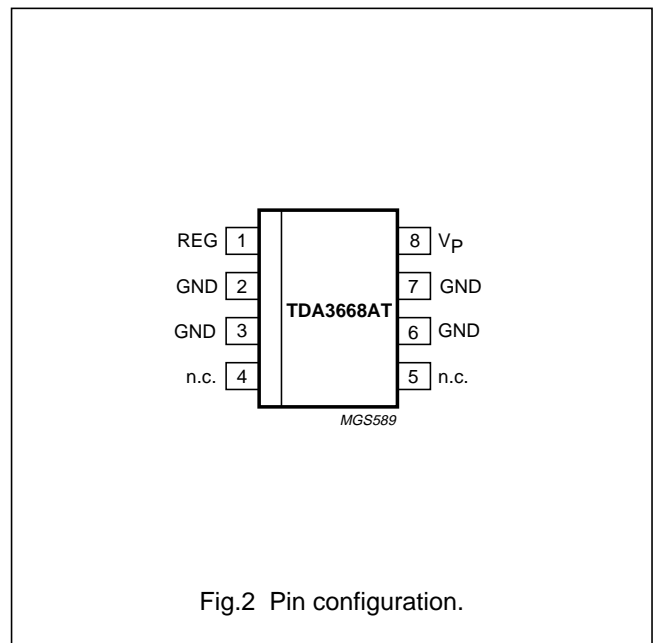 REG 1
GND 2
GND 3
n.c. 4
TDA3668AT
8 VP
7 GND
6 GND
5 n.c.
MGS589
Fig.2 Pin configuration.